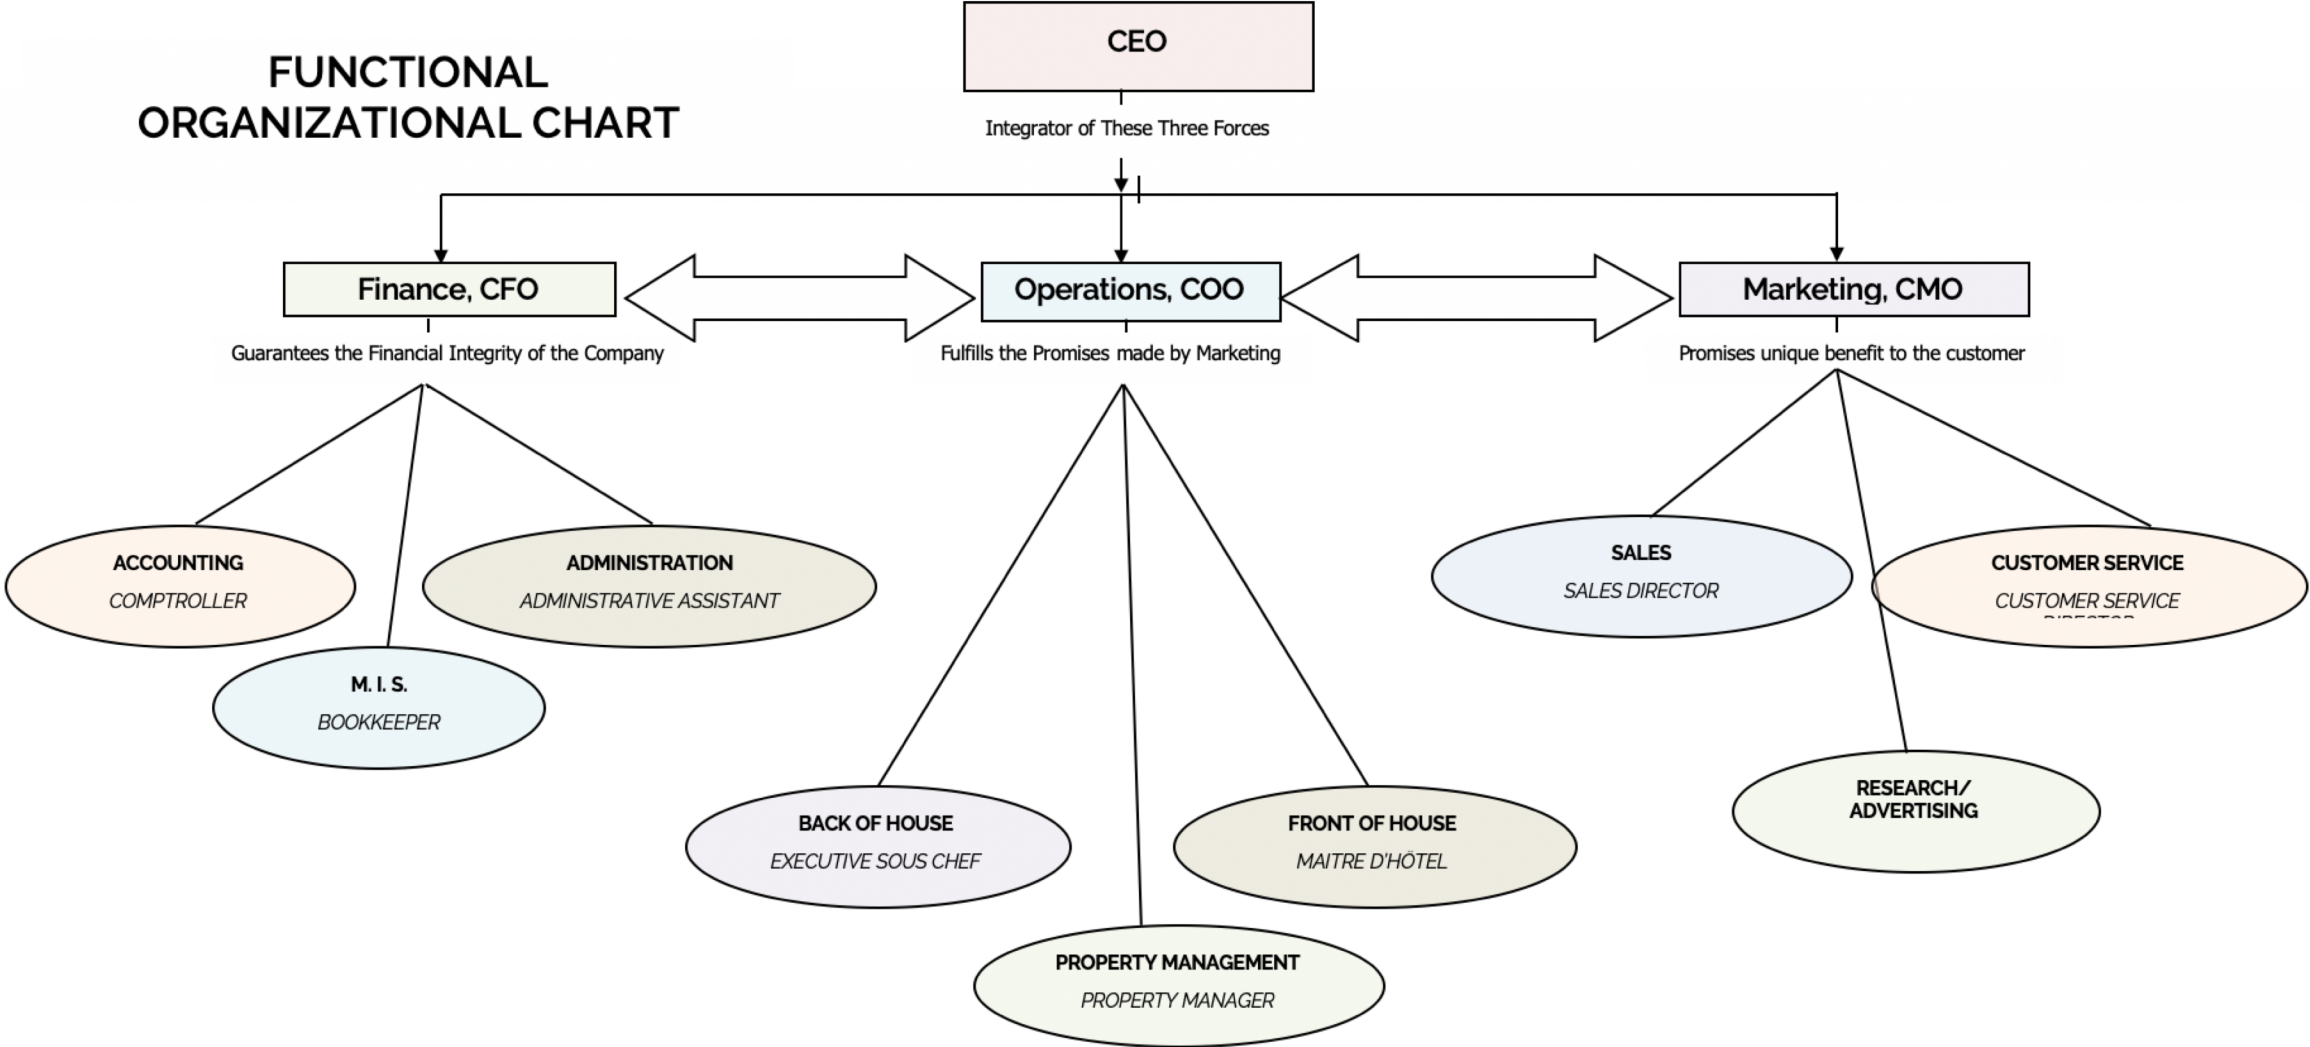 FUNCTIONAL
ORGANIZATIONAL CHART
CEO
Integrator of These Three Forces
Finance, CFO
Operations, COO
Marketing, CMO
Guarantees the Financial Integrity of the Company
Fulfills the Promises made by Marketing
Promises unique benefit to the customer
ACCOUNTING
COMPTROLLER
ADMINISTRATION
ADMINISTRATIVE ASSISTANT
M. I. S.
BOOKKEEPER
SALES
SALES DIRECTOR
CUSTOMER SERVICE
CUSTOMER SERVICE
DIRECTOR
BACK OF HOUSE
EXECUTIVE SOUS CHEF
FRONT OF HOUSE
MAITRE D'HÔTEL
RESEARCH/
ADVERTISING
PROPERTY MANAGEMENT
PROPERTY MANAGER